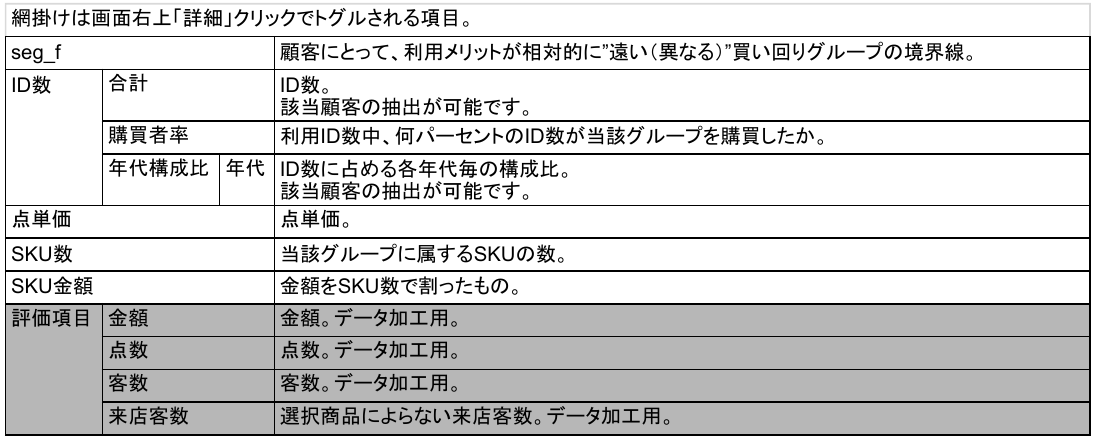 網掛けは画面右上「詳細」クリックでトグルされる項目。
seg_f 顧客にとって、利用メリットが相対的に”遠い（異なる）”買い回りグループの境界線。
ID数 合計 ID数。
該当顧客の抽出が可能です。
購買者率 利用ID数中、何パーセントのID数が当該グループを購買したか。
年代構成比 年代 ID数に占める各年代毎の構成比。
該当顧客の抽出が可能です。
点単価 点単価。
SKU数 当該グループに属するSKUの数。
SKU金額 金額をSKU数で割ったもの。
評価項目 金額 金額。データ加工用。
点数 点数。データ加工用。
客数 客数。データ加工用。
来店客数 選択商品によらない来店客数。データ加工用。